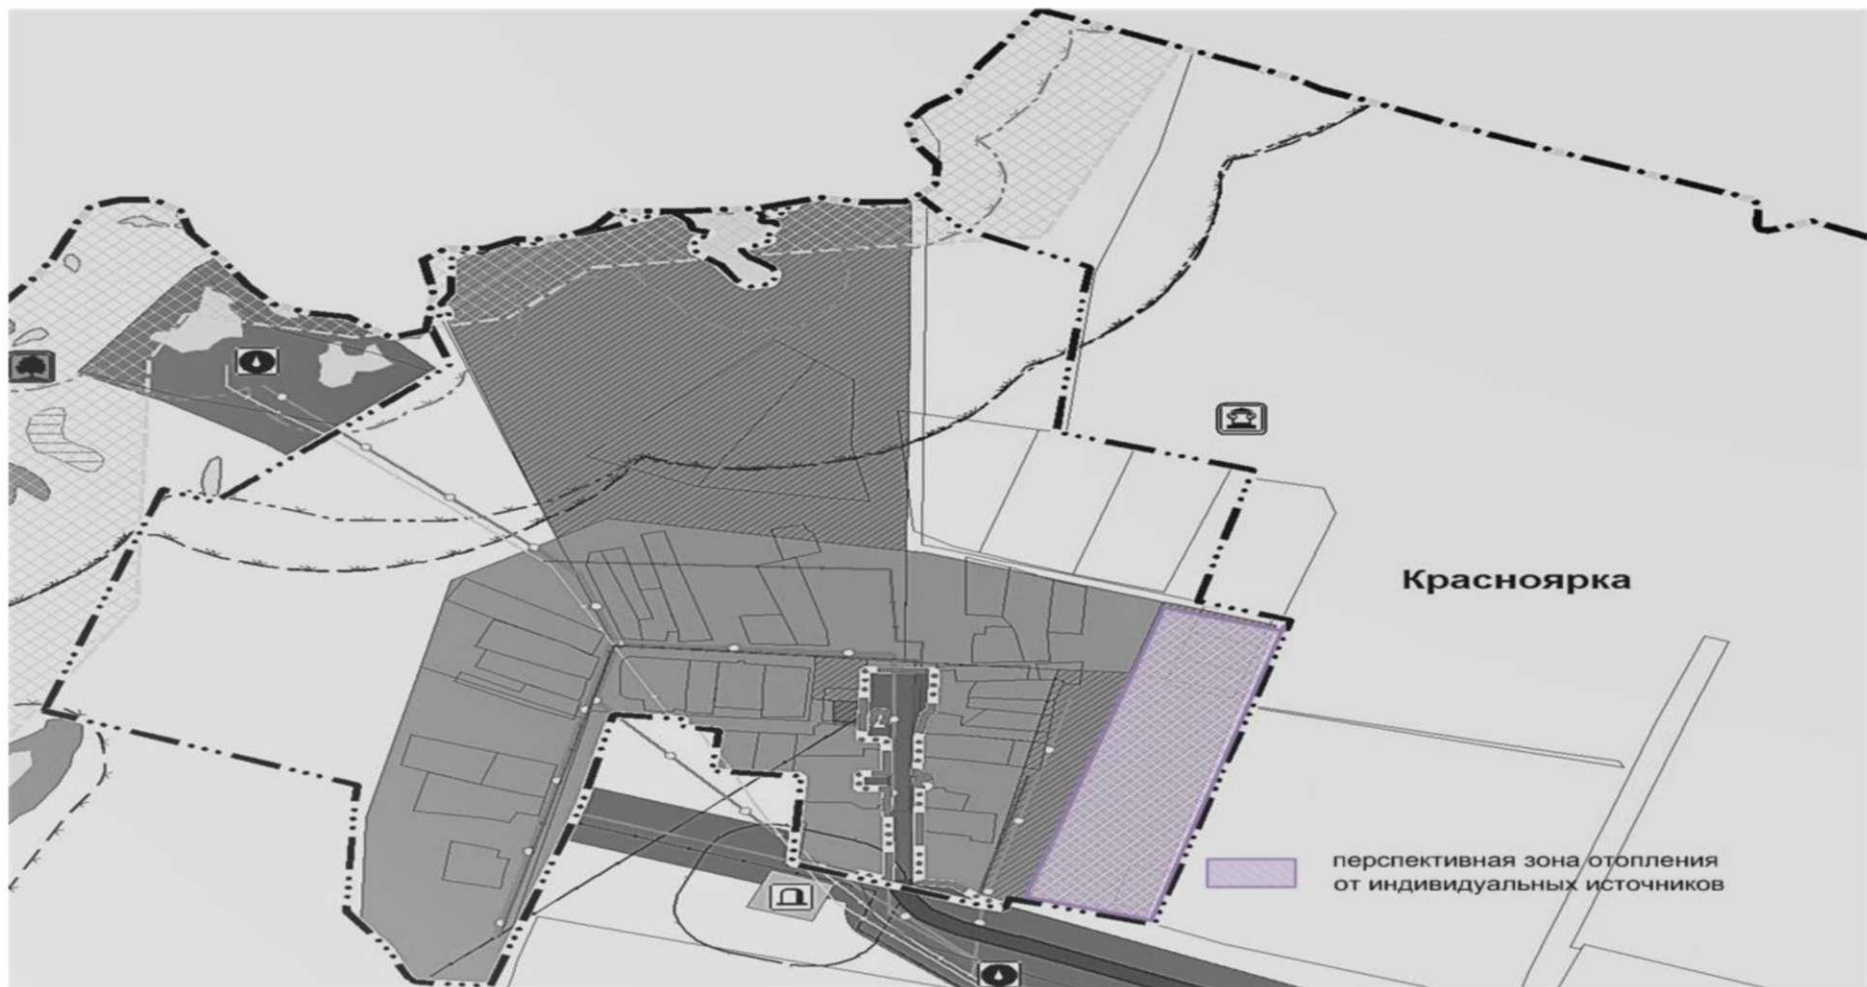 Красноярка
перспективная зона отопления
от индивидуальных источников